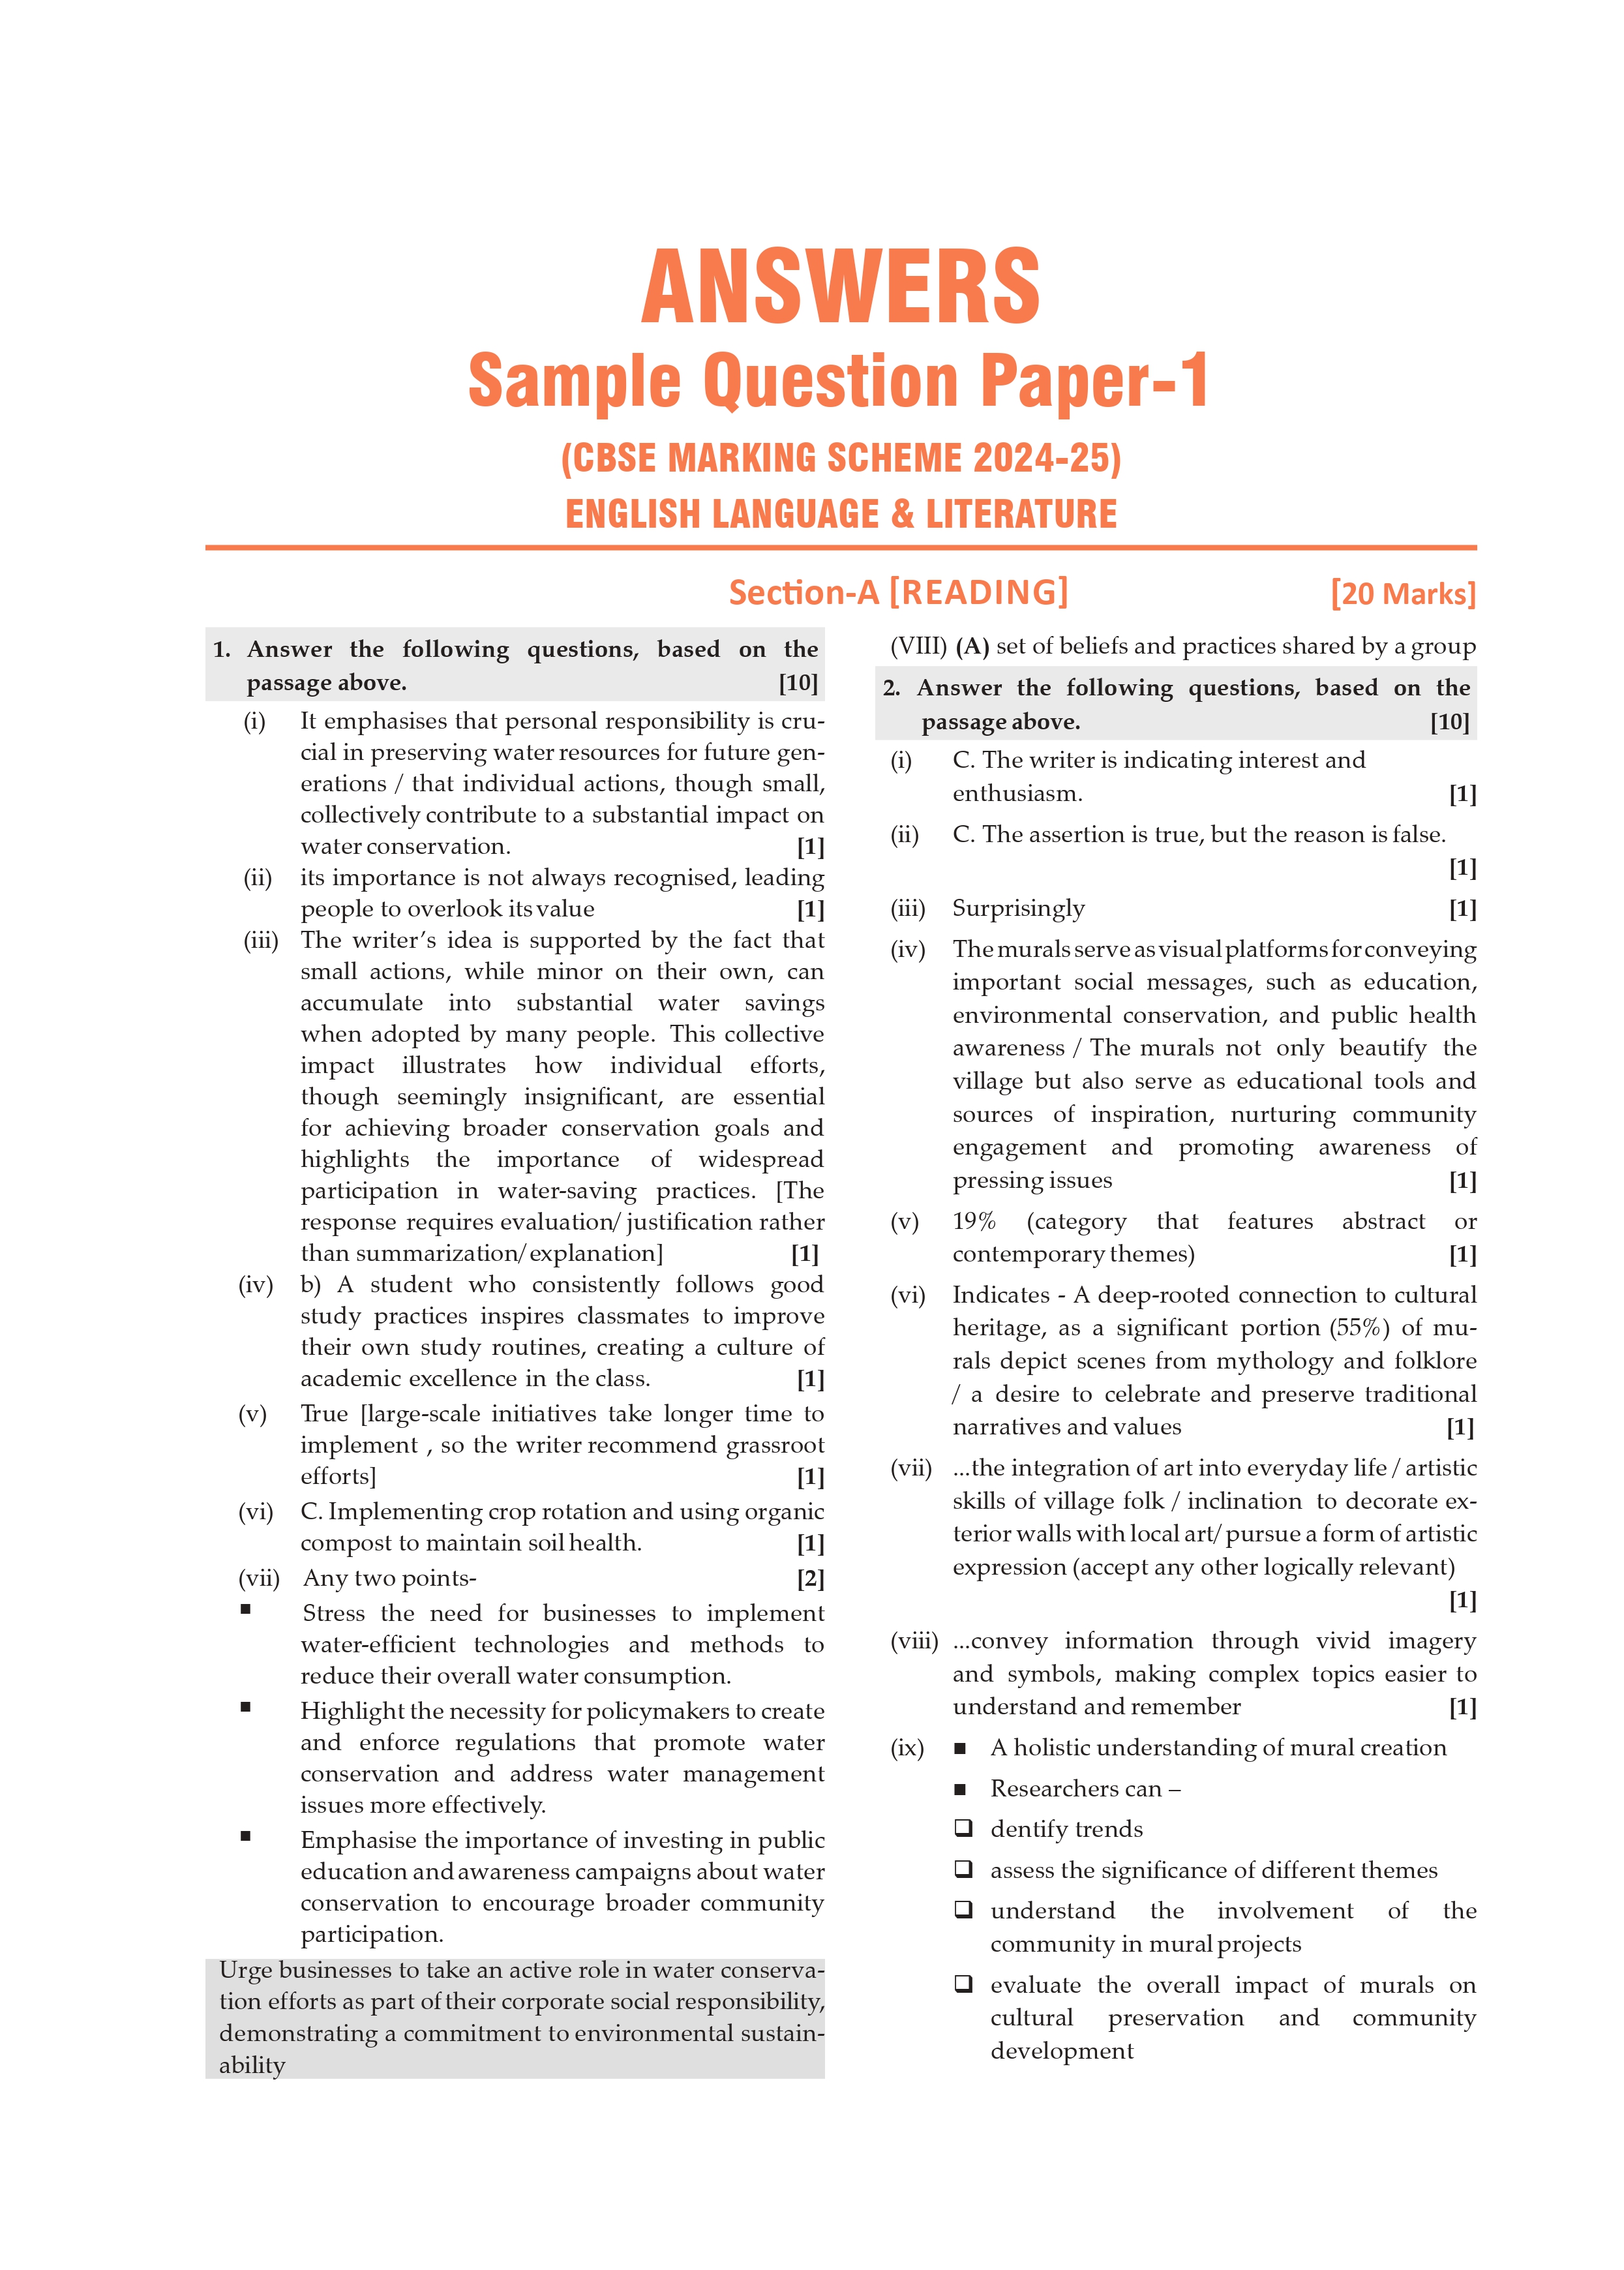 ANSWERS
Sample Question Paper-1
(CBSE MARKING SCHEME 2024-25)
ENGLISH LANGUAGE & LITERATURE
Section-A [READING] [20 Marks]
1. Answer the following questions, based on the
passage above. [10]
(i) It emphasises that personal responsibility is cru-
cial in preserving water resources for future gen-
erations / that individual actions, though small,
collectively contribute to a substantial impact on
water conservation. [1]
(ii) its importance is not always recognised, leading
people to overlook its value [1]
(iii) The writer’s idea is supported by the fact that
small actions, while minor on their own, can
accumulate into substantial water savings
when adopted by many people. This collective
impact illustrates how individual efforts,
though seemingly insignificant, are essential
for achieving broader conservation goals and
highlights the importance of widespread
participation in water-saving practices. [The
response requires evaluation/ justification rather
than summarization/explanation] [1]
(iv) b) A student who consistently follows good
study practices inspires classmates to improve
their own study routines, creating a culture of
academic excellence in the class. [1]
(v) True [large-scale initiatives take longer time to
implement , so the writer recommend grassroot
efforts] [1]
(vi) C. Implementing crop rotation and using organic
compost to maintain soil health. [1]
(vii) Any two points- [2]
■ Stress the need for businesses to implement
water-efficient technologies and methods to
reduce their overall water consumption.
■ Highlight the necessity for policymakers to create
and enforce regulations that promote water
conservation and address water management
issues more effectively.
■ Emphasise the importance of investing in public
education and awareness campaigns about water
conservation to encourage broader community
participation.
Urge businesses to take an active role in water conserva-
tion efforts as part of their corporate social responsibility,
demonstrating a commitment to environmental sustain-
ability
(VIII) (A) set of beliefs and practices shared by a group
2. Answer the following questions, based on the
passage above. [10]
(i) C. The writer is indicating interest and
enthusiasm. [1]
(ii) C. The assertion is true, but the reason is false.
[1]
(iii) Surprisingly [1]
(iv) The murals serve as visual platforms for conveying
important social messages, such as education,
environmental conservation, and public health
awareness / The murals not only beautify the
village but also serve as educational tools and
sources of inspiration, nurturing community
engagement and promoting awareness of
pressing issues [1]
(v) 19% (category that features abstract or
contemporary themes) [1]
(vi) Indicates - A deep-rooted connection to cultural
heritage, as a significant portion (55%) of mu-
rals depict scenes from mythology and folklore
/ a desire to celebrate and preserve traditional
narratives and values [1]
(vii) ...the integration of art into everyday life / artistic
skills of village folk / inclination to decorate ex-
terior walls with local art/ pursue a form of artistic
expression (accept any other logically relevant)
[1]
(viii) ...convey information through vivid imagery
and symbols, making complex topics easier to
understand and remember [1]
(ix) ■ A holistic understanding of mural creation
■ Researchers can –
❑ dentify trends
❑ assess the significance of different themes
❑ understand the involvement of the
community in mural projects
❑ evaluate the overall impact of murals on
cultural preservation and community
development